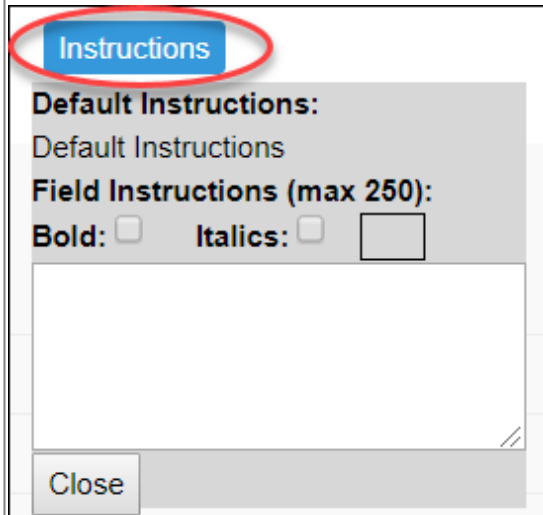 Instructions
Default Instructions:
Default Instructions
Field Instructions (max 250):
Bold: Italics:
Close